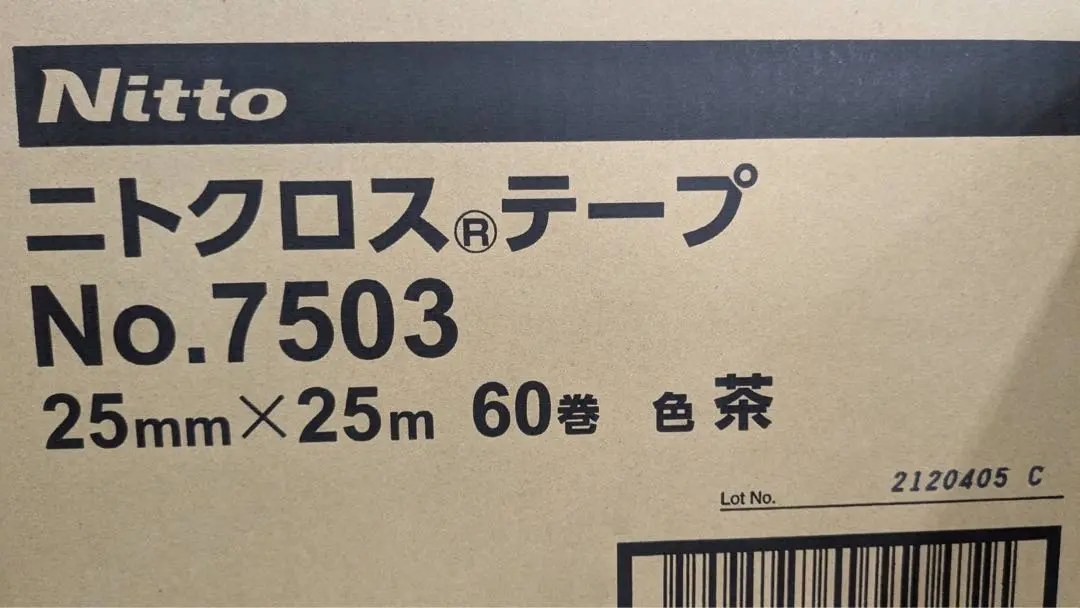 Nitto
ニトクロス®テープ
No.7503
25mm×25m 60巻 色 茶
Lot No. 2120405 C